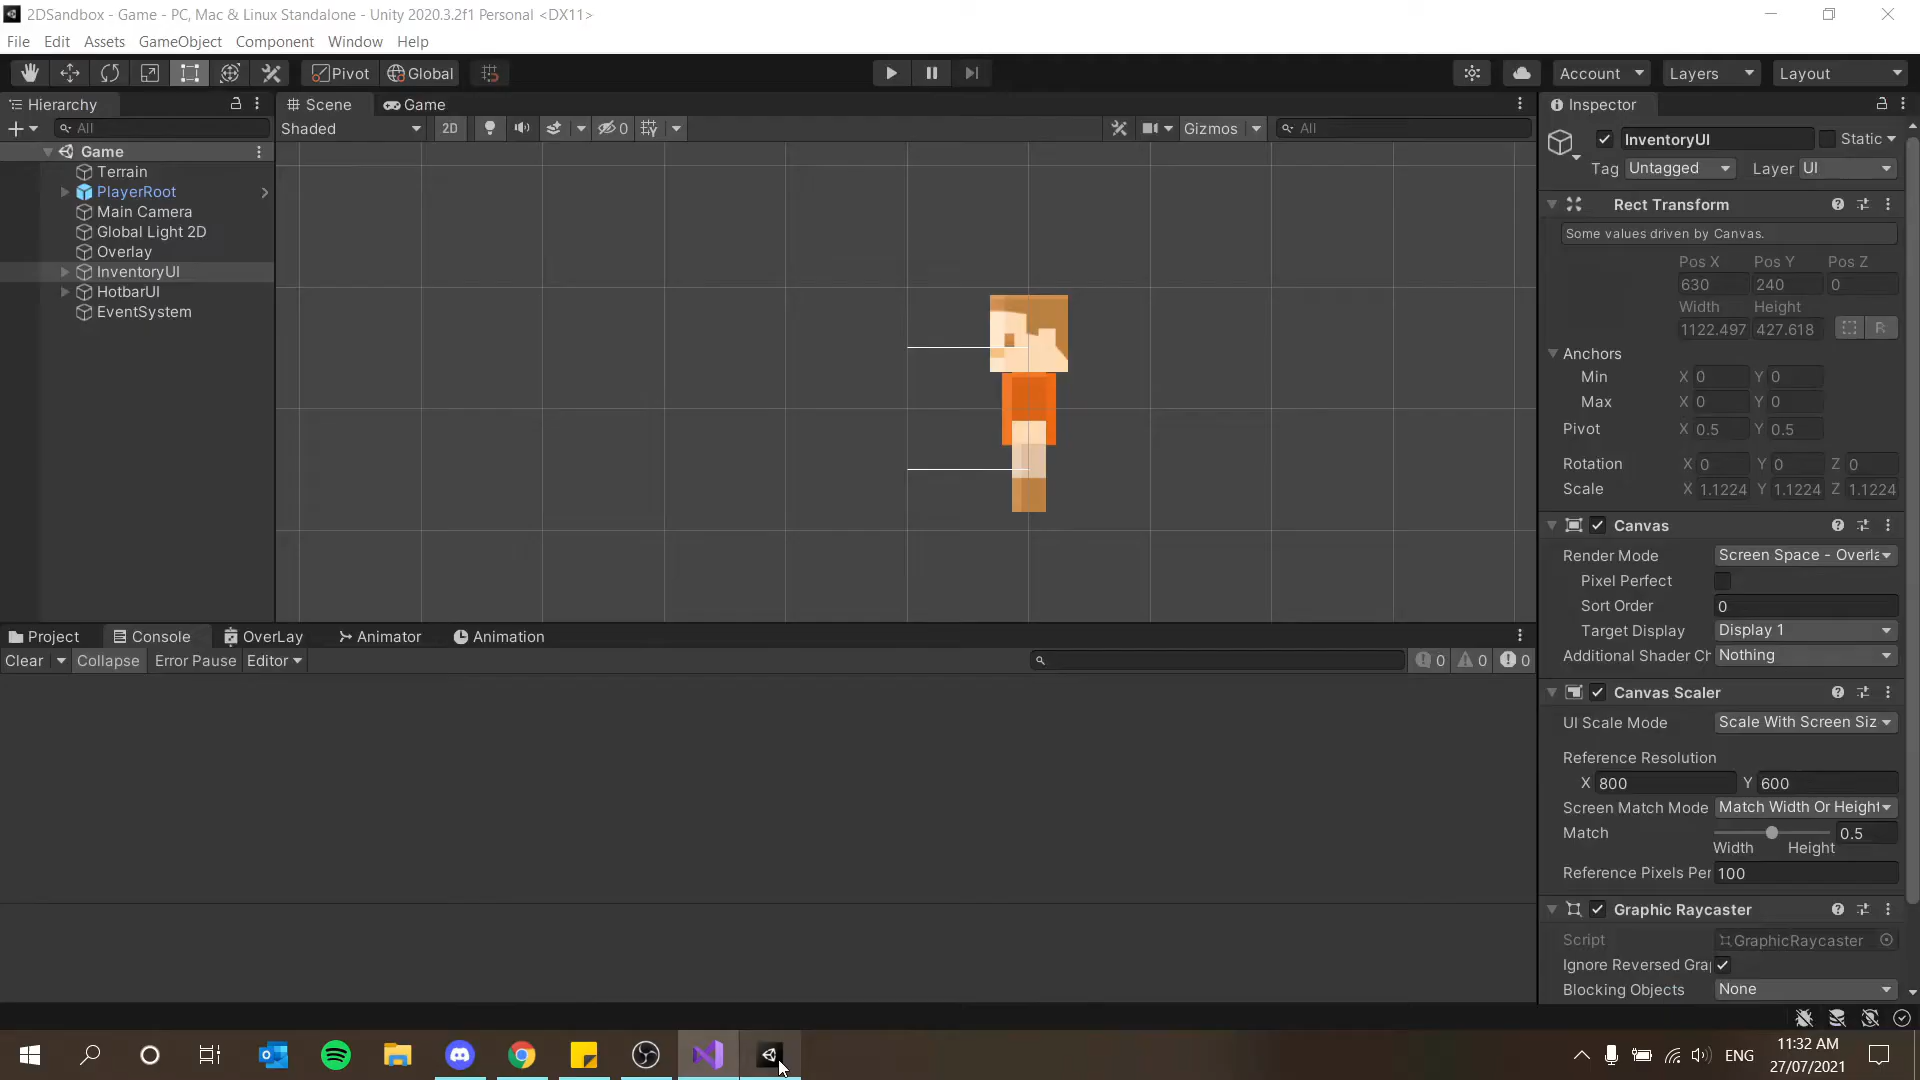 2DSandbox - Game - PC, Mac & Linux Standalone - Unity 2020.3.2f1 Personal <DX11>
File Edit Assets GameObject Component Window Help
Pivot Global Account Layers Layout
Hierarchy Scene Game Inspector
All Shaded 2D 0 Gizmos All
InventoryUI Static
Tag Untagged Layer UI
Game
Terrain
PlayerRoot
Main Camera
Global Light 2D
Overlay
InventoryUI
HotbarUI
EventSystem
Rect Transform
Some values driven by Canvas.
Pos X Pos Y Pos Z
630 240 0
Width Height
1122.497 427.618 R
Anchors
Min X 0 Y 0
Max X 0 Y 0
Pivot X 0.5 Y 0.5
Rotation X 0 Y 0 Z 0
Scale X 1.1224 Y 1.1224 Z 1.1224
Canvas
Render Mode Screen Space - Overla
Pixel Perfect
Sort Order 0
Target Display Display 1
Additional Shader Ch Nothing
Canvas Scaler
UI Scale Mode Scale With Screen Siz
Reference Resolution
X 800 Y 600
Screen Match Mode Match Width Or Height
Match 0.5
Width Height
Reference Pixels Per 100
Graphic Raycaster
Script GraphicRaycaster
Ignore Reversed Gra
Blocking Objects None
Project Console OverLay Animator Animation
Clear Collapse Error Pause Editor 0 0 0
ENG 11:32 AM
27/07/2021